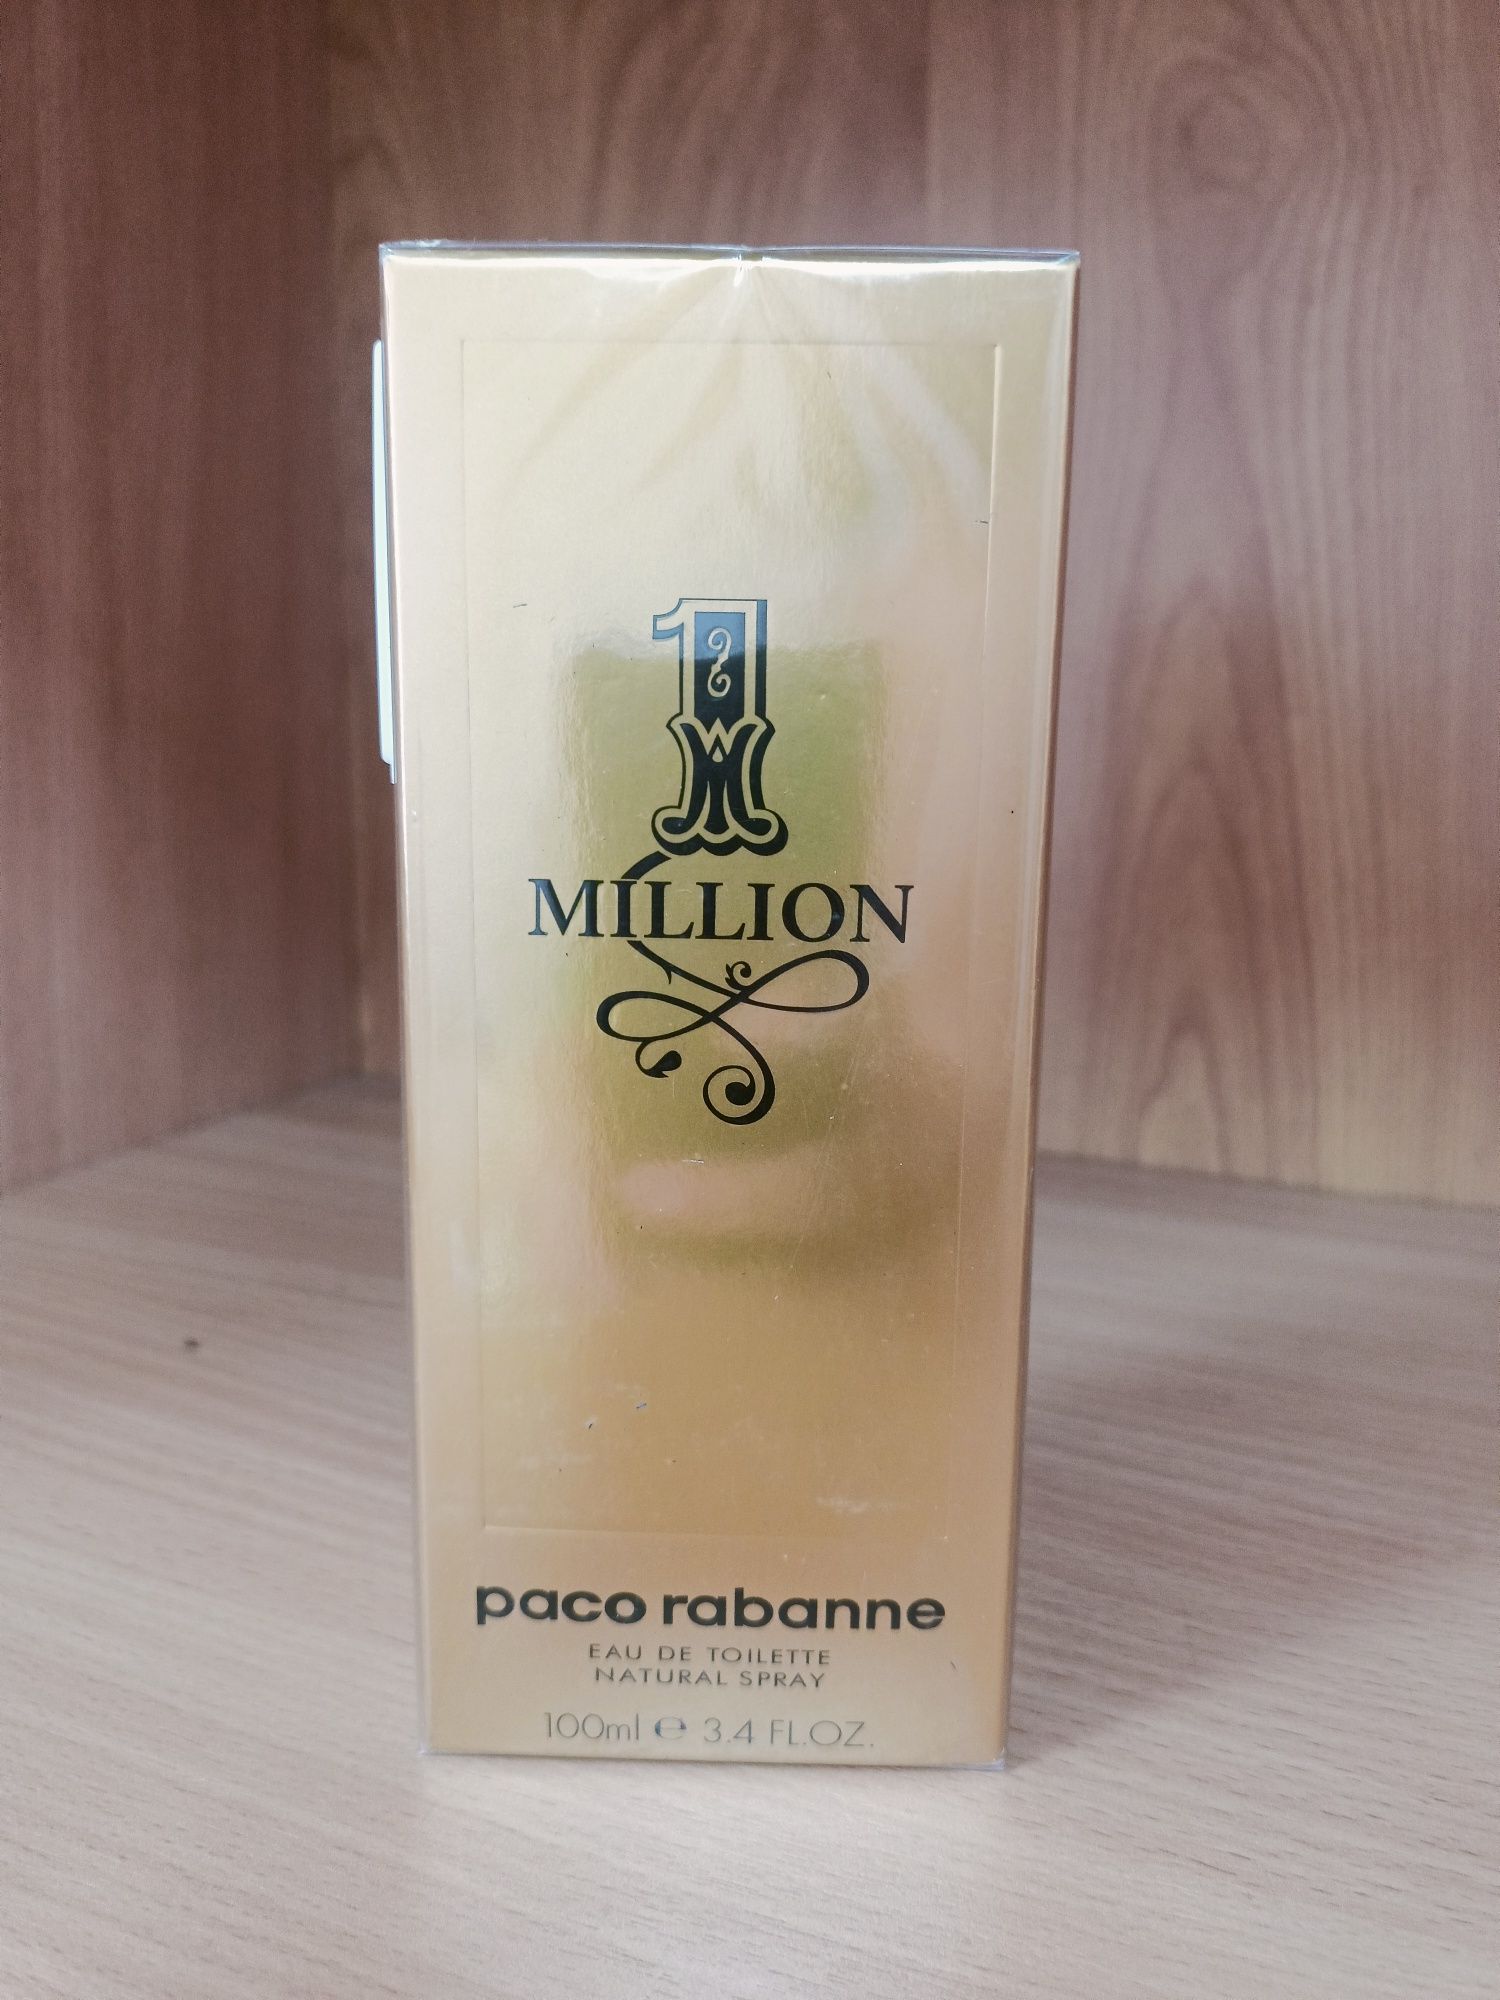 1
MILLION
paco rabanne
EAU DE TOILETTE
NATURAL SPRAY
100ml ℮ 3.4 FL.OZ.